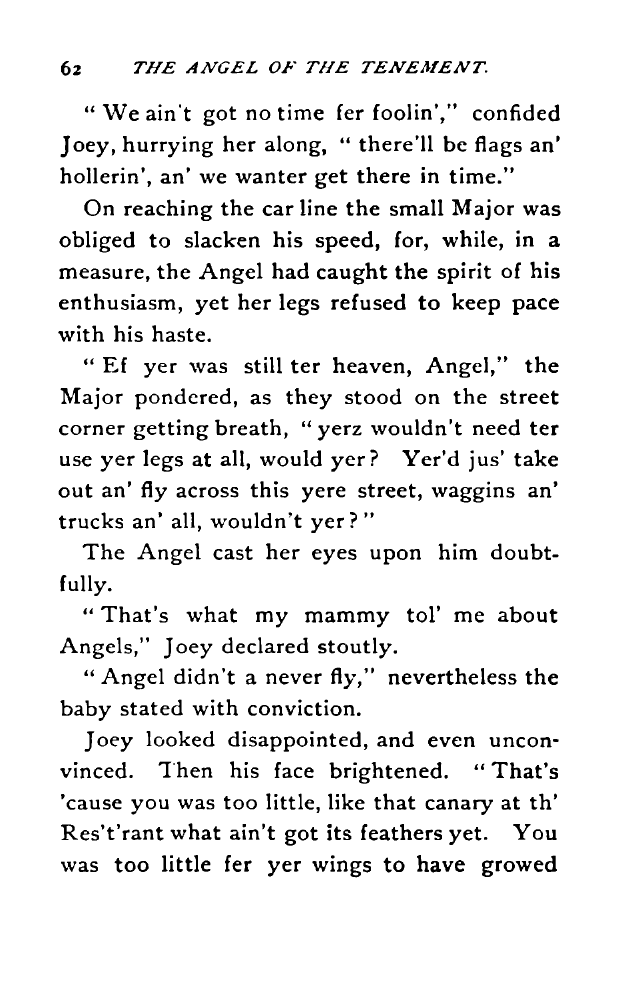 62 THE ANGEL OF THE TENEMENT.
“ We ain't got no time fer foolin',” confided
Joey, hurrying her along, “ there'll be flags an'
hollerin', an' we wanter get there in time.”
On reaching the car line the small Major was
obliged to slacken his speed, for, while, in a
measure, the Angel had caught the spirit of his
enthusiasm, yet her legs refused to keep pace
with his haste.
“ Ef yer was still ter heaven, Angel,” the
Major pondered, as they stood on the street
corner getting breath, “ yerz wouldn't need ter
use yer legs at all, would yer? Yer'd jus' take
out an' fly across this yere street, waggins an'
trucks an' all, wouldn't yer?”
The Angel cast her eyes upon him doubt-
fully.
“ That's what my mammy tol' me about
Angels,” Joey declared stoutly.
“ Angel didn't a never fly,” nevertheless the
baby stated with conviction.
Joey looked disappointed, and even uncon-
vinced. Then his face brightened. “ That's
'cause you was too little, like that canary at th'
Res't'rant what ain't got its feathers yet. You
was too little fer yer wings to have growed